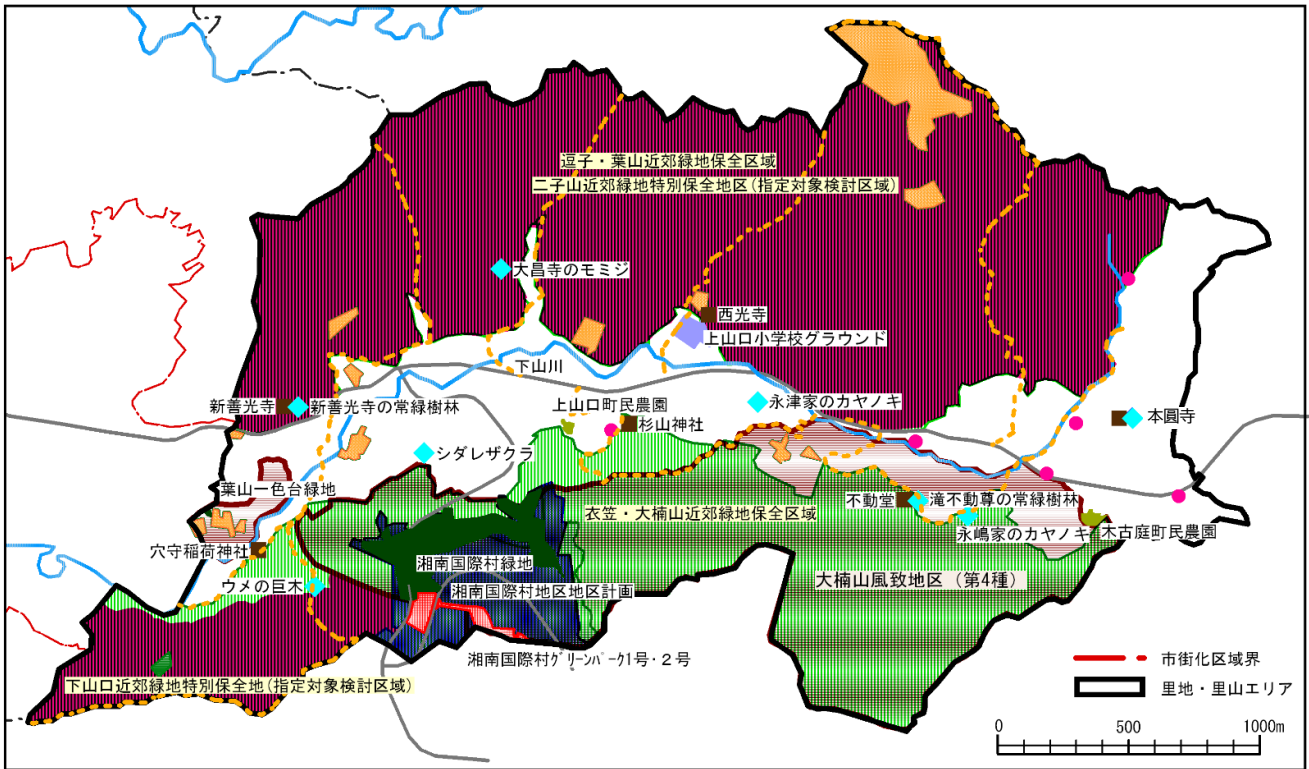 逗子・葉山近郊緑地保全区域
二子山近郊緑地特別保全地区(指定対象検討区域)
大昌寺のモミジ
西光寺
上山口小学校グラウンド
下山川
新善光寺
新善光寺の常緑樹林
上山口町民農園
杉山神社
永津家のカヤノキ
本圓寺
シダレザクラ
葉山一色台緑地
衣笠・大楠山近郊緑地保全区域
不動堂
滝不動尊の常緑樹林
永嶋家のカヤノキ
木古庭町民農園
穴守稲荷神社
湘南国際村緑地
ウメの巨木
湘南国際村地区地区計画
大楠山風致地区(第4種)
湘南国際村グリーンパーク1号・2号
下山口近郊緑地特別保全地(指定対象検討区域)
市街化区域界
里地・里山エリア
0 500 1000m